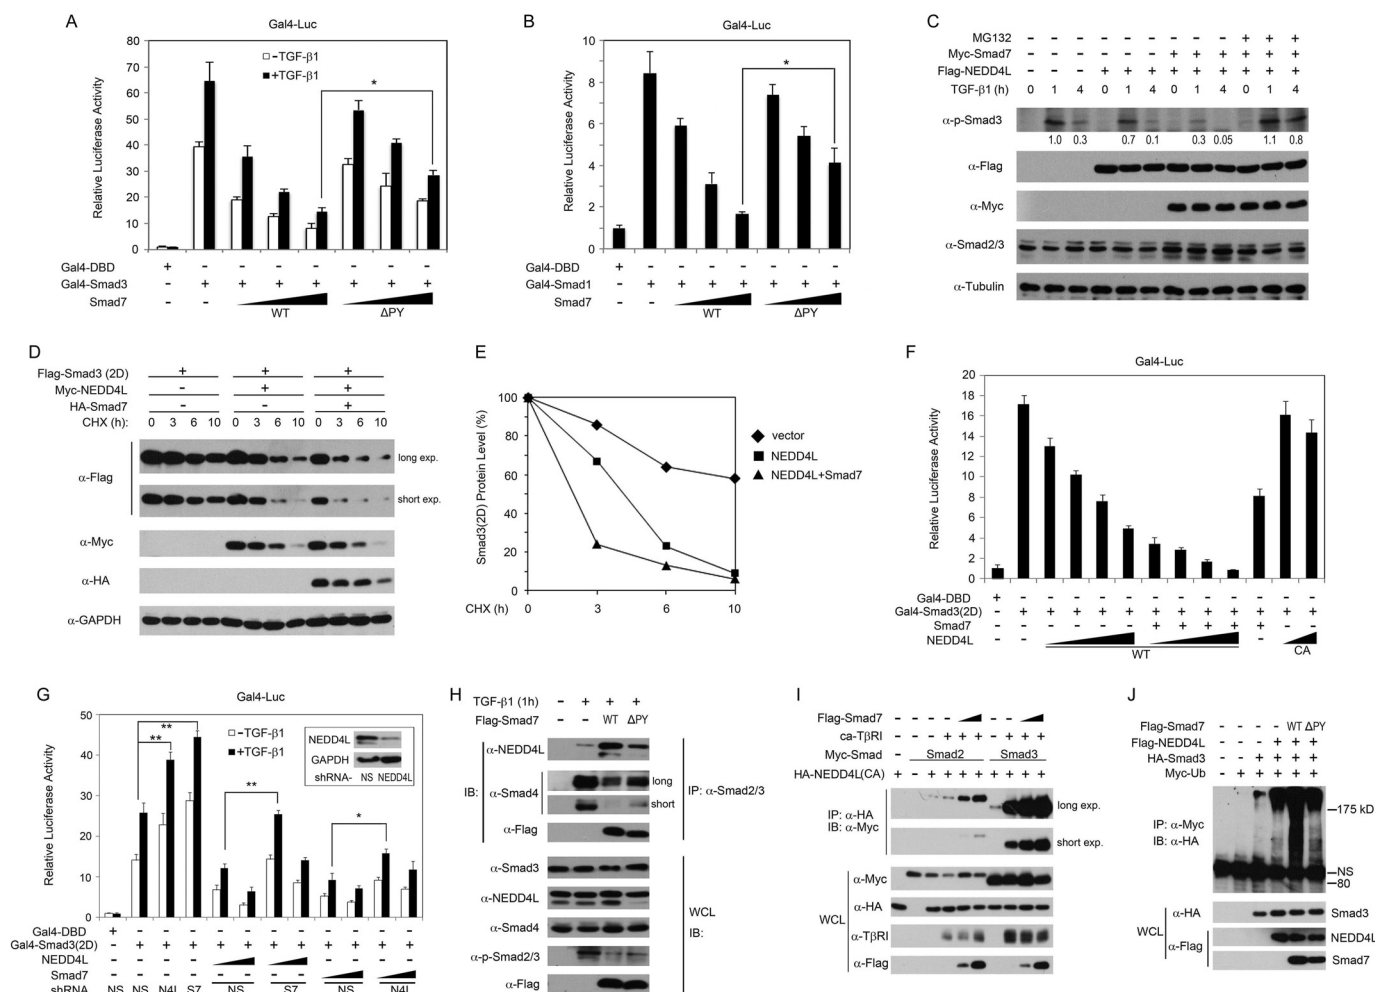 A
Gal4-Luc
Relative Luciferase Activity
80
70
60
50
40
30
20
10
0
−TGF-β1
+TGF-β1
*
Gal4-DBD + - - - - - - -
Gal4-Smad3 - + + + + + + +
Smad7 - -
WT ΔPY
B
Gal4-Luc
Relative Luciferase Activity
10
8
6
4
2
0
*
Gal4-DBD + - - - - - - -
Gal4-Smad1 - + + + + + + +
Smad7 - -
WT ΔPY
C
MG132 - - - - - - - - - + + +
Myc-Smad7 - - - - - - + + + + + +
Flag-NEDD4L - - - + + + + + + + + +
TGF-β1 (h) 0 1 4 0 1 4 0 1 4 0 1 4
α-p-Smad3
1.0 0.3 0.7 0.1 0.3 0.05 1.1 0.8
α-Flag
α-Myc
α-Smad2/3
α-Tubulin
D
Flag-Smad3 (2D) + + +
Myc-NEDD4L - + +
HA-Smad7 - - +
CHX (h): 0 3 6 10 0 3 6 10 0 3 6 10
α-Flag
long exp.
short exp.
α-Myc
α-HA
α-GAPDH
E
Smad3(2D) Protein Level (%)
100
80
60
40
20
0
CHX (h) 0 3 6 10
vector
NEDD4L
NEDD4L+Smad7
F
Gal4-Luc
Relative Luciferase Activity
20
18
16
14
12
10
8
6
4
2
0
Gal4-DBD + - - - - - - - - - - - -
Gal4-Smad3(2D) - + + + + + + + + + + + +
Smad7 - - - - - - + + + + + - -
NEDD4L - - -
WT CA
G
Gal4-Luc
Relative Luciferase Activity
50
40
30
20
10
0
−TGF-β1
+TGF-β1
**
**
**
*
NEDD4L
GAPDH
shRNA- NS NEDD4L
Gal4-DBD + - - - - - - - - - - -
Gal4-Smad3(2D) - + + + + + + + + + + +
NEDD4L - - - - - - - -
Smad7 - - - - - - - -
shRNA NS NS N4L S7 NS S7 NS N4L
H
TGF-β1 (1h) - + + +
Flag-Smad7 - - WT ΔPY
IB:
α-NEDD4L
α-Smad4
long
short
α-Flag
IP: α-Smad2/3
α-Smad3
α-NEDD4L
α-Smad4
α-p-Smad2/3
α-Flag
WCL
IB:
I
Flag-Smad7 - - - - - -
ca-TβRI - - - + + + - + + +
Myc-Smad - Smad2 Smad3
HA-NEDD4L(CA) + - + + + + + + + +
IP: α-HA
IB: α-Myc
long exp.
short exp.
WCL
α-Myc
α-HA
α-TβRI
α-Flag
J
Flag-Smad7 - - - - WT ΔPY
Flag-NEDD4L - - - + + +
HA-Smad3 - - + + + +
Myc-Ub - + + + + +
IP: α-Myc
IB: α-HA
175 kD
NS
80
WCL
α-HA
α-Flag
Smad3
NEDD4L
Smad7